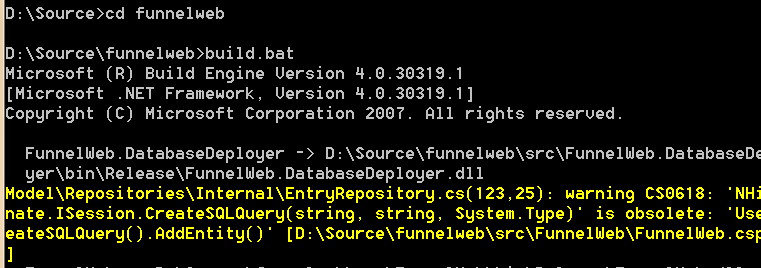 D:\Source>cd funnelweb
D:\Source\funnelweb>build.bat
Microsoft (R) Build Engine Version 4.0.30319.1
[Microsoft .NET Framework, Version 4.0.30319.1]
Copyright (C) Microsoft Corporation 2007. All rights reserved.
FunnelWeb.DatabaseDeployer -> D:\Source\funnelweb\src\FunnelWeb.DatabaseDe
yer\bin\Release\FunnelWeb.DatabaseDeployer.dll
Model\Repositories\Internal\EntryRepository.cs(123,25): warning CS0618: 'NHi
nate.ISession.CreateSQLQuery(string, string, System.Type)' is obsolete: 'Use
eateSQLQuery().AddEntity()' [D:\Source\funnelweb\src\FunnelWeb\FunnelWeb.csp
]